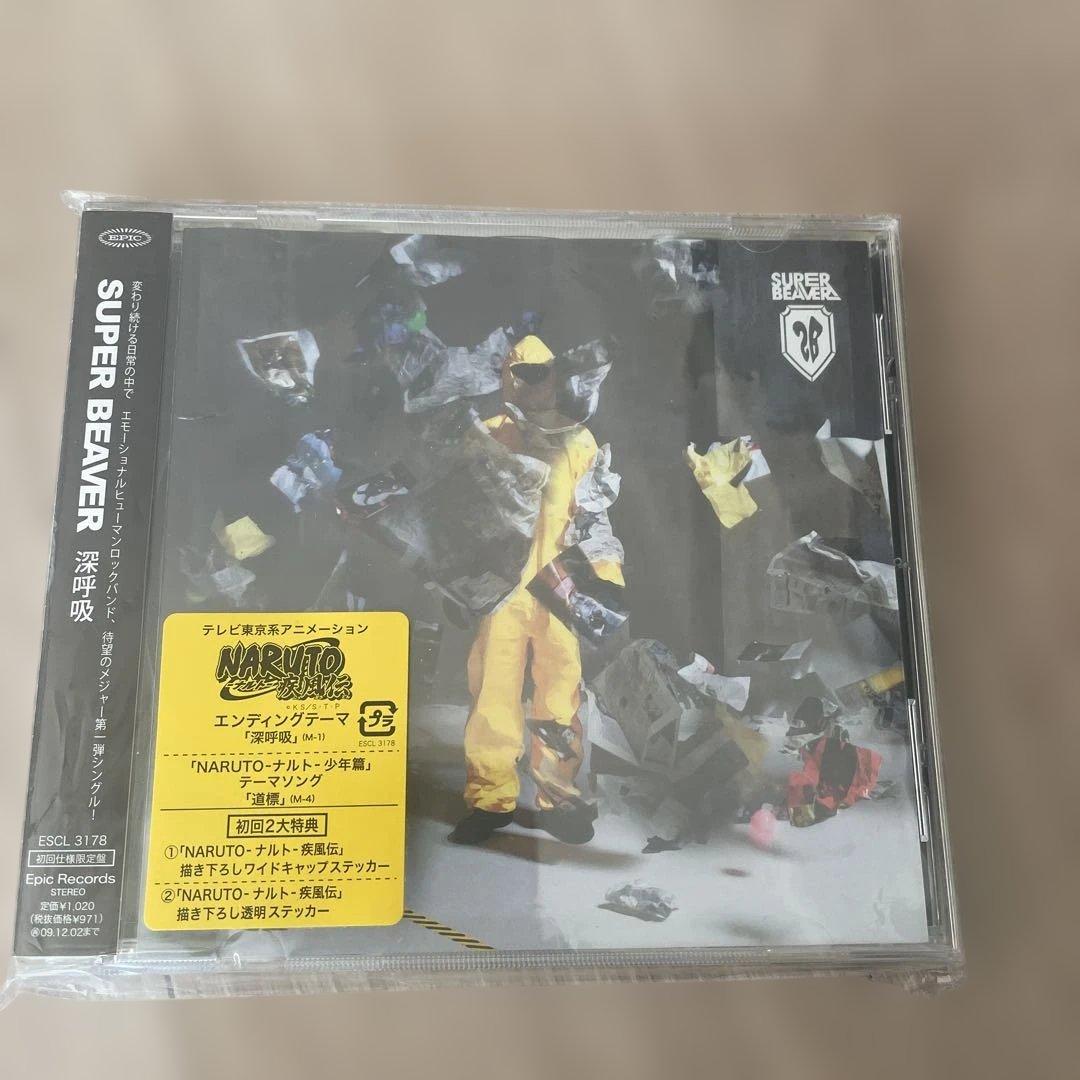 EPIC
変わり続ける日常の中で エモーショナルヒューマンロックバンド、待望のメジャー第一弾シングル!
SUPER BEAVER 深呼吸
ESCL 3178
初回仕様限定盤
Epic Records
STEREO
定価¥1,020
(税抜価格¥971)
09.12.02まで
SUPER
BEAVER
SB
テレビ東京系アニメーション
NARUTO
-ナルト-疾風伝
©KS/S・T・P
エンディングテーマ
「深呼吸」(M-1)
プラ
ESCL 3178
「NARUTO-ナルト-少年篇」
テーマソング
「道標」(M-4)
初回2大特典
①「NARUTO-ナルト-疾風伝」
描き下ろしワイドキャップステッカー
②「NARUTO-ナルト-疾風伝」
描き下ろし透明ステッカー